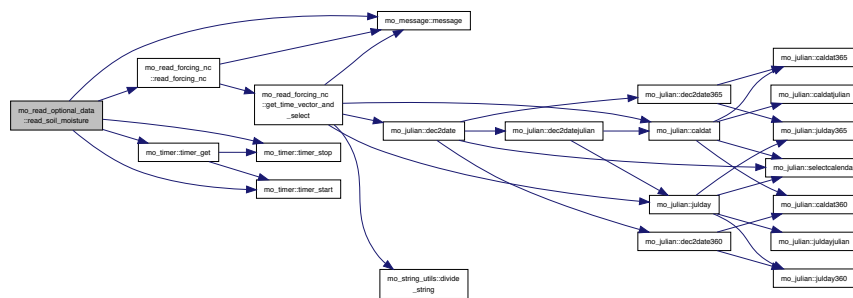 mo_message::message
mo_read_forcing_nc
::read_forcing_nc
mo_read_optional_data
::read_soil_moisture
mo_read_forcing_nc
::get_time_vector_and
_select
mo_timer::timer_get
mo_timer::timer_stop
mo_timer::timer_start
mo_julian::dec2date
mo_julian::dec2datejulian
mo_string_utils::divide
_string
mo_julian::dec2date365
mo_julian::caldat
mo_julian::julday
mo_julian::dec2date360
mo_julian::caldat365
mo_julian::caldatjulian
mo_julian::julday365
mo_julian::selectcalendar
mo_julian::caldat360
mo_julian::juldayjulian
mo_julian::julday360